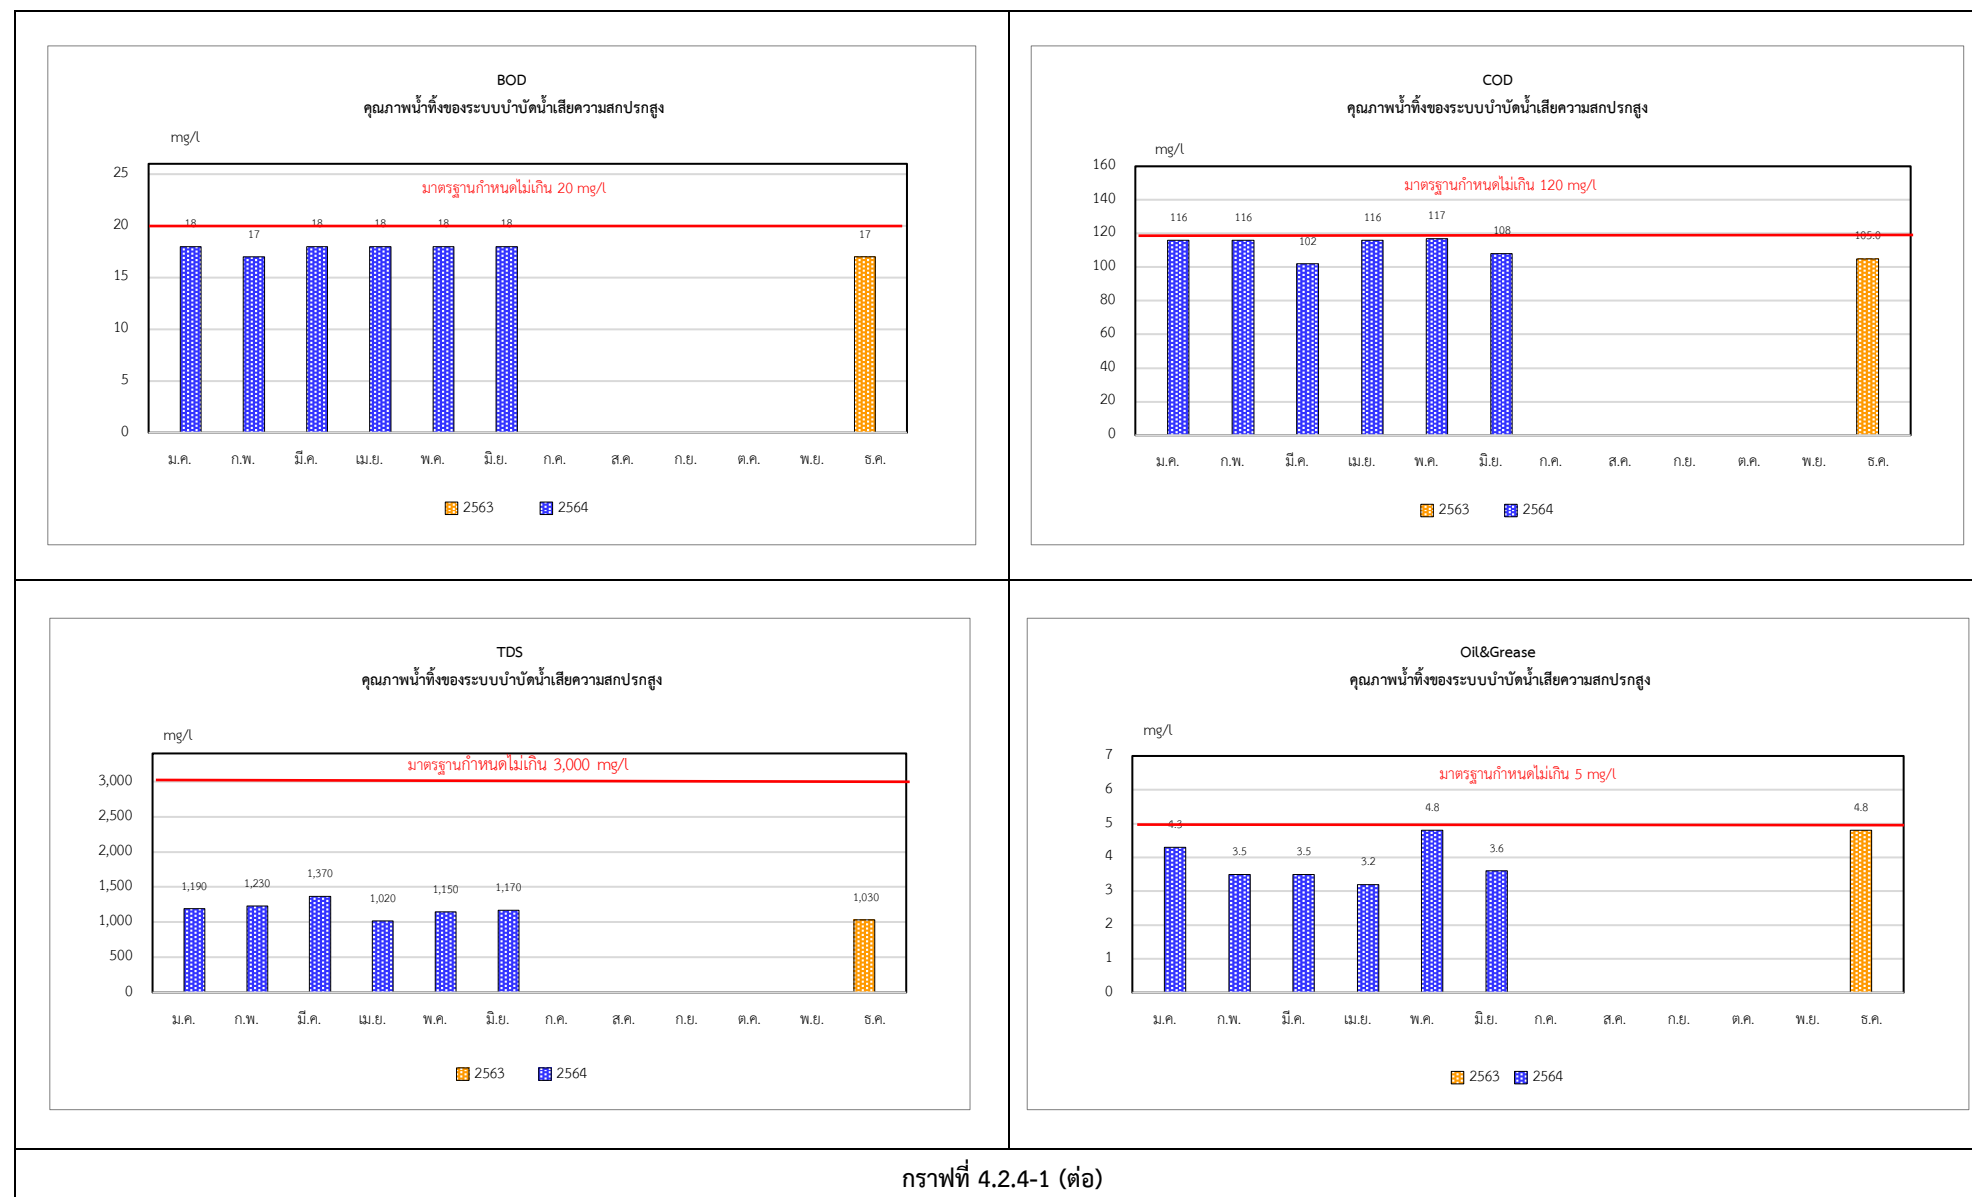 BOD
คุณภาพน้ำทิ้งของระบบบำบัดน้ำเสียความสกปรกสูง
mg/l
มาตรฐานกำหนดไม่เกิน 20 mg/l
25
20
15
10
5
0
18 17 18 18 18 18 17
ม.ค. ก.พ. มี.ค. เม.ย. พ.ค. มิ.ย. ก.ค. ส.ค. ก.ย. ต.ค. พ.ย. ธ.ค.
2563 2564
COD
คุณภาพน้ำทิ้งของระบบบำบัดน้ำเสียความสกปรกสูง
mg/l
มาตรฐานกำหนดไม่เกิน 120 mg/l
160
140
120
100
80
60
40
20
0
116 116 102 116 117 108 105.0
ม.ค. ก.พ. มี.ค. เม.ย. พ.ค. มิ.ย. ก.ค. ส.ค. ก.ย. ต.ค. พ.ย. ธ.ค.
2563 2564
TDS
คุณภาพน้ำทิ้งของระบบบำบัดน้ำเสียความสกปรกสูง
mg/l
มาตรฐานกำหนดไม่เกิน 3,000 mg/l
3,000
2,500
2,000
1,500
1,000
500
0
1,190 1,230 1,370 1,020 1,150 1,170 1,030
ม.ค. ก.พ. มี.ค. เม.ย. พ.ค. มิ.ย. ก.ค. ส.ค. ก.ย. ต.ค. พ.ย. ธ.ค.
2563 2564
Oil&Grease
คุณภาพน้ำทิ้งของระบบบำบัดน้ำเสียความสกปรกสูง
mg/l
มาตรฐานกำหนดไม่เกิน 5 mg/l
7
6
5
4
3
2
1
0
4.3 3.5 3.5 3.2 4.8 3.6 4.8
ม.ค. ก.พ. มี.ค. เม.ย. พ.ค. มิ.ย. ก.ค. ส.ค. ก.ย. ต.ค. พ.ย. ธ.ค.
2563 2564
กราฟที่ 4.2.4-1 (ต่อ)